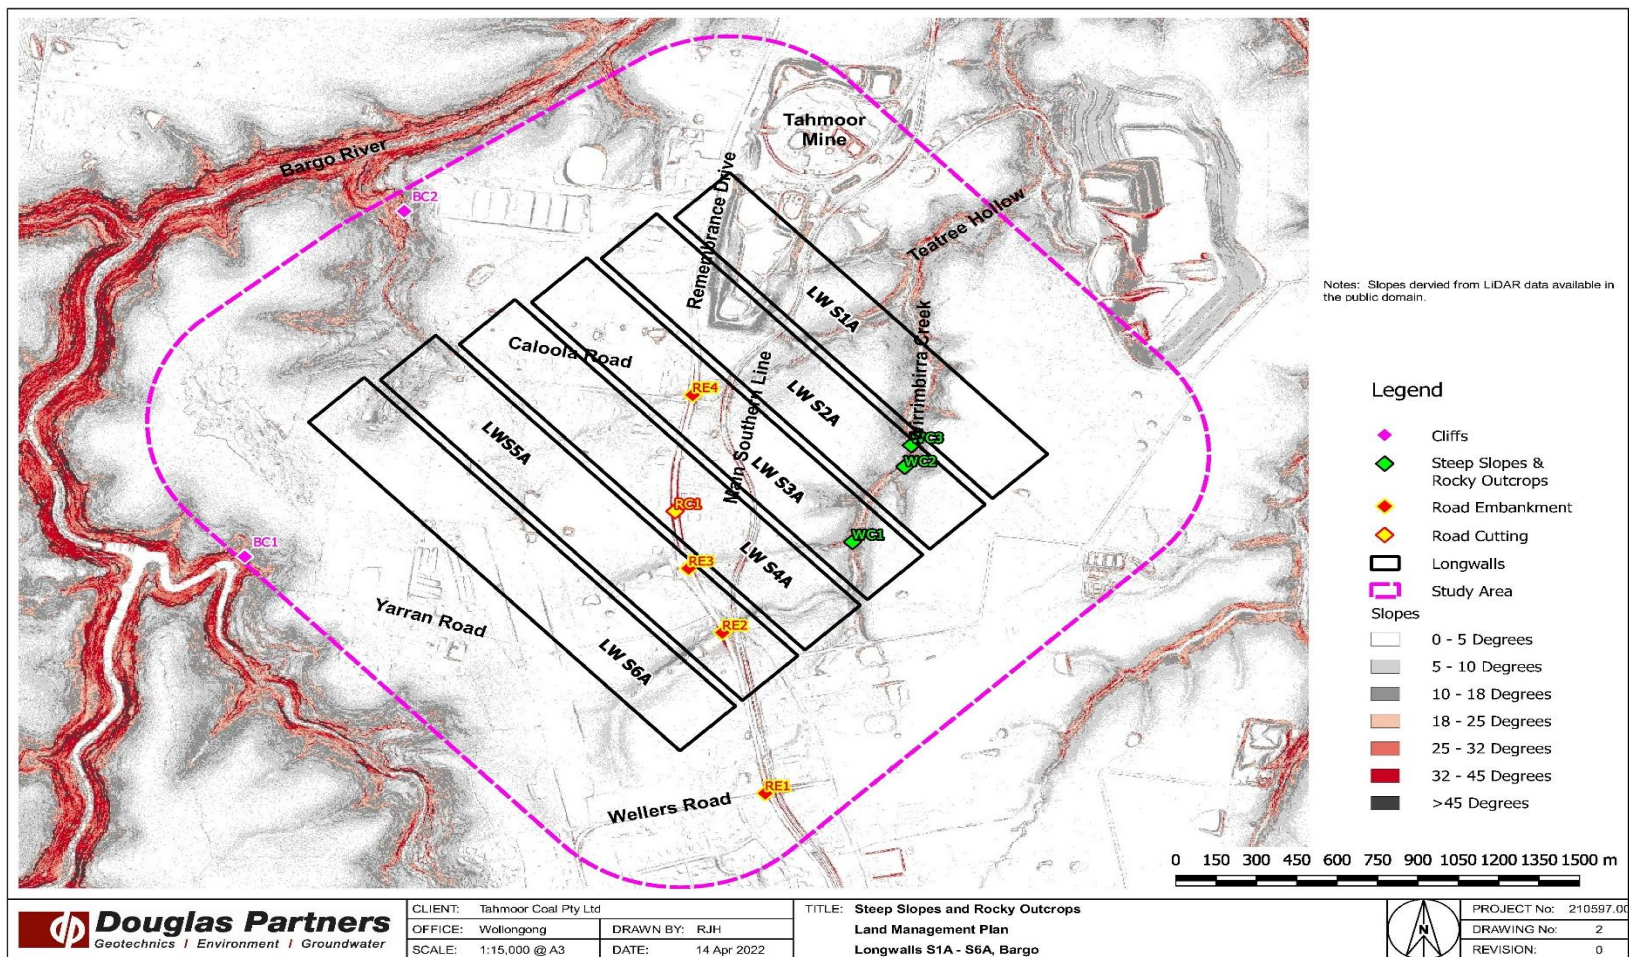 Tahmoor
Mine
Bargo River
BC2
Remembrance Drive
Teatree Hollow
LW S1A
Caloola Road
Wirrimbirra Creek
RE4
LW S2A
Main Southern Line
LWS5A
WC3
WC2
LW S3A
RC1
WC1
BC1
RE3
LW S4A
Yarran Road
RE2
LW S6A
RE1
Wellers Road
Notes: Slopes dervied from LiDAR data available in
the public domain.
Legend
Cliffs
Steep Slopes &
Rocky Outcrops
Road Embankment
Road Cutting
Longwalls
Study Area
Slopes
0 - 5 Degrees
5 - 10 Degrees
10 - 18 Degrees
18 - 25 Degrees
25 - 32 Degrees
32 - 45 Degrees
>45 Degrees
0 150 300 450 600 750 900 1050 1200 1350 1500 m
dp Douglas Partners
Geotechnics | Environment | Groundwater
CLIENT: Tahmoor Coal Pty Ltd
OFFICE: Wollongong DRAWN BY: RJH
SCALE: 1:15,000 @ A3 DATE: 14 Apr 2022
TITLE: Steep Slopes and Rocky Outcrops
Land Management Plan
Longwalls S1A - S6A, Bargo
N
PROJECT No: 210597.00
DRAWING No: 2
REVISION: 0